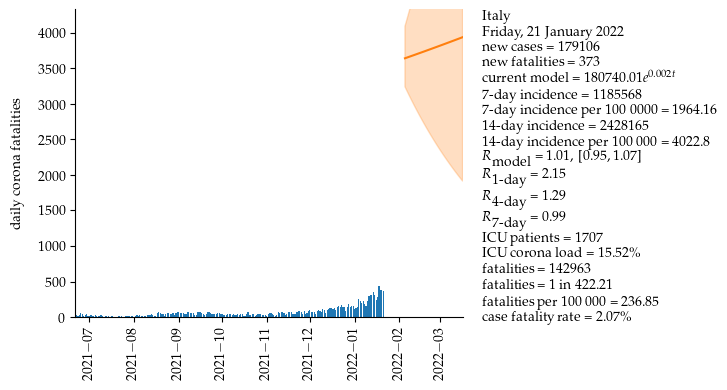 daily corona fatalities
4000
3500
3000
2500
2000
1500
1000
500
0
2021−07
2021−08
2021−09
2021−10
2021−11
2021−12
2022−01
2022−02
2022−03
Italy
Friday, 21 January 2022
new cases = 179106
new fatalities = 373
current model = 180740.01e^0.002t
7-day incidence = 1185568
7-day incidence per 100 0000 = 1964.16
14-day incidence = 2428165
14-day incidence per 100 000 = 4022.8
R_model = 1.01, [0.95, 1.07]
R_1-day = 2.15
R_4-day = 1.29
R_7-day = 0.99
ICU patients = 1707
ICU corona load = 15.52%
fatalities = 142963
fatalities = 1 in 422.21
fatalities per 100 000 = 236.85
case fatality rate = 2.07%